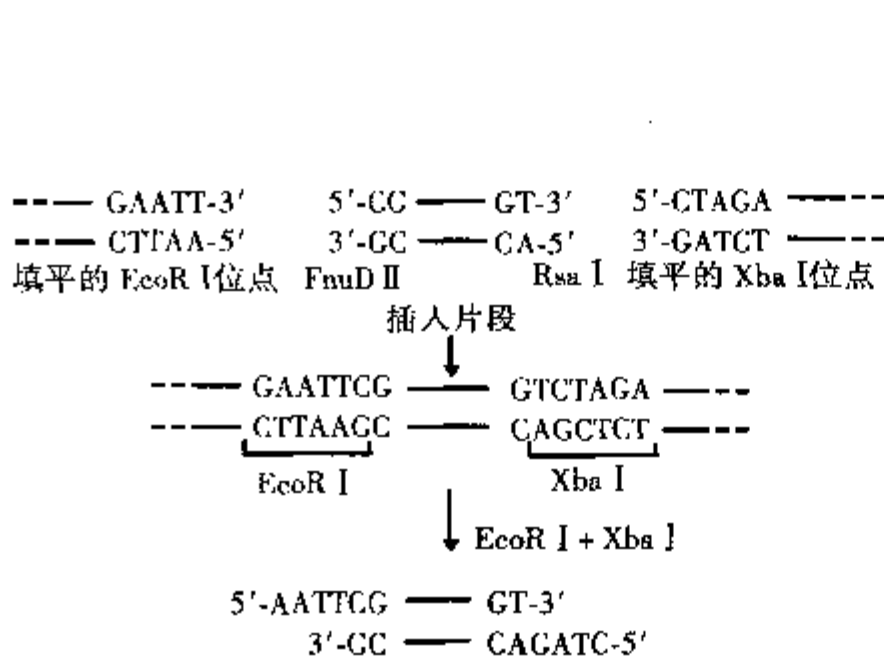 GAATT-3′ 5′-CG GT-3′ 5′-CTAGA
CTTAA-5′ 3′-GC CA-5′ 3′-GATCT
填平的 EcoR Ⅰ位点 FnuD Ⅱ Rsa Ⅰ 填平的 Xba Ⅰ位点
插入片段
GAATTCG GTCTAGA
CTTAAGC CAGCTCT
EcoR Ⅰ Xba Ⅰ
EcoR Ⅰ + Xba Ⅰ
5′-AATTCG GT-3′
3′-GC CAGATC-5′